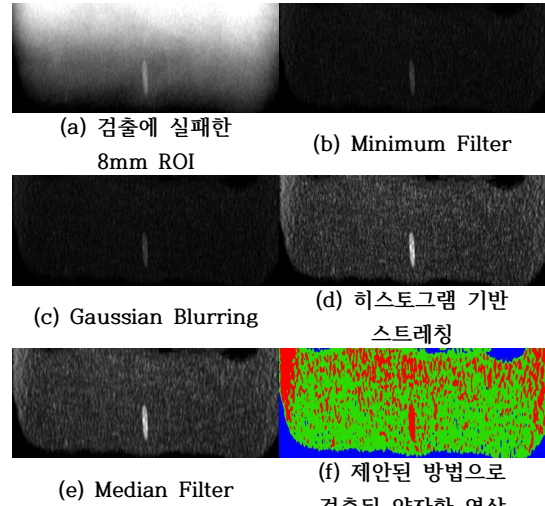 (a) 검출에 실패한
8mm ROI
(b) Minimum Filter
(c) Gaussian Blurring
(d) 히스토그램 기반
스트레칭
(e) Median Filter
(f) 제안된 방법으로